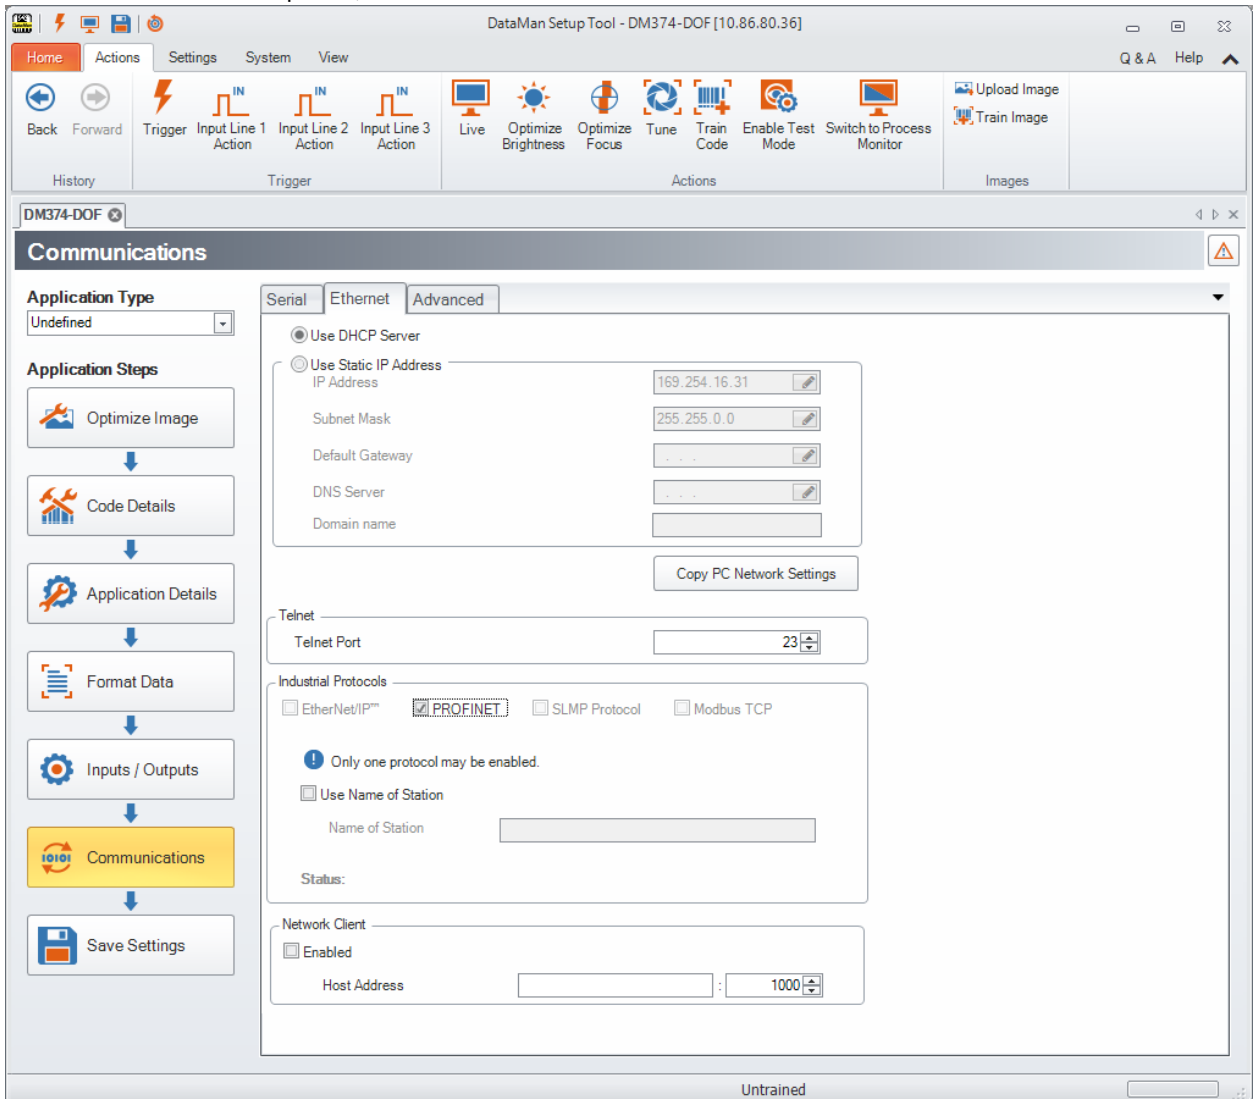 DataMan Setup Tool - DM374-DOF [10.86.80.36]
Home Actions Settings System View Q & A Help
Back Forward Trigger Input Line 1 Action Input Line 2 Action Input Line 3 Action Live Optimize Brightness Optimize Focus Tune Train Code Enable Test Mode Switch to Process Monitor
Upload Image
Train Image
History Trigger Actions Images
DM374-DOF
Communications
Application Type
Undefined
Application Steps
Optimize Image
Code Details
Application Details
Format Data
Inputs / Outputs
Communications
Save Settings
Serial Ethernet Advanced
Use DHCP Server
Use Static IP Address
IP Address 169.254.16.31
Subnet Mask 255.255.0.0
Default Gateway . . .
DNS Server . . .
Domain name
Copy PC Network Settings
Telnet
Telnet Port 23
Industrial Protocols
EtherNet/IP™ PROFINET SLMP Protocol Modbus TCP
Only one protocol may be enabled.
Use Name of Station
Name of Station
Status:
Network Client
Enabled
Host Address : 1000
Untrained